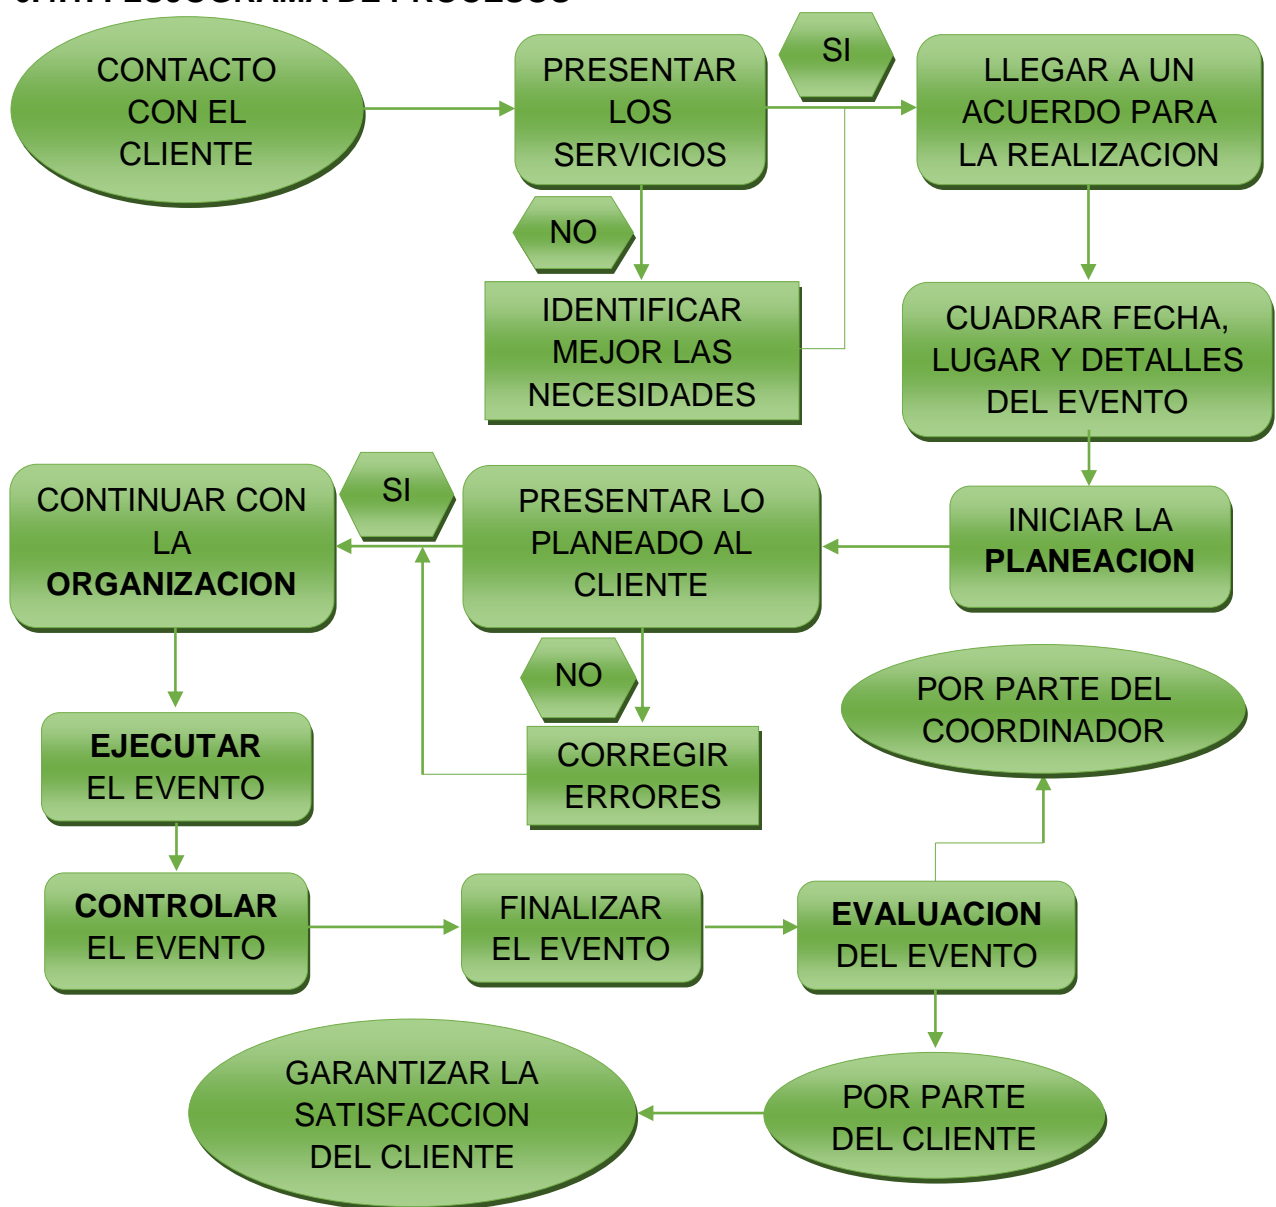 FLUJOGRAMA DE PROCESOS
CONTACTO
CON EL
CLIENTE
PRESENTAR
LOS
SERVICIOS
SI
LLEGAR A UN
ACUERDO PARA
LA REALIZACION
NO
IDENTIFICAR
MEJOR LAS
NECESIDADES
CUADRAR FECHA,
LUGAR Y DETALLES
DEL EVENTO
INICIAR LA
PLANEACION
PRESENTAR LO
PLANEADO AL
CLIENTE
SI
CONTINUAR CON
LA
ORGANIZACION
NO
CORREGIR
ERRORES
EJECUTAR
EL EVENTO
CONTROLAR
EL EVENTO
FINALIZAR
EL EVENTO
EVALUACION
DEL EVENTO
POR PARTE DEL
COORDINADOR
POR PARTE
DEL CLIENTE
GARANTIZAR LA
SATISFACCION
DEL CLIENTE